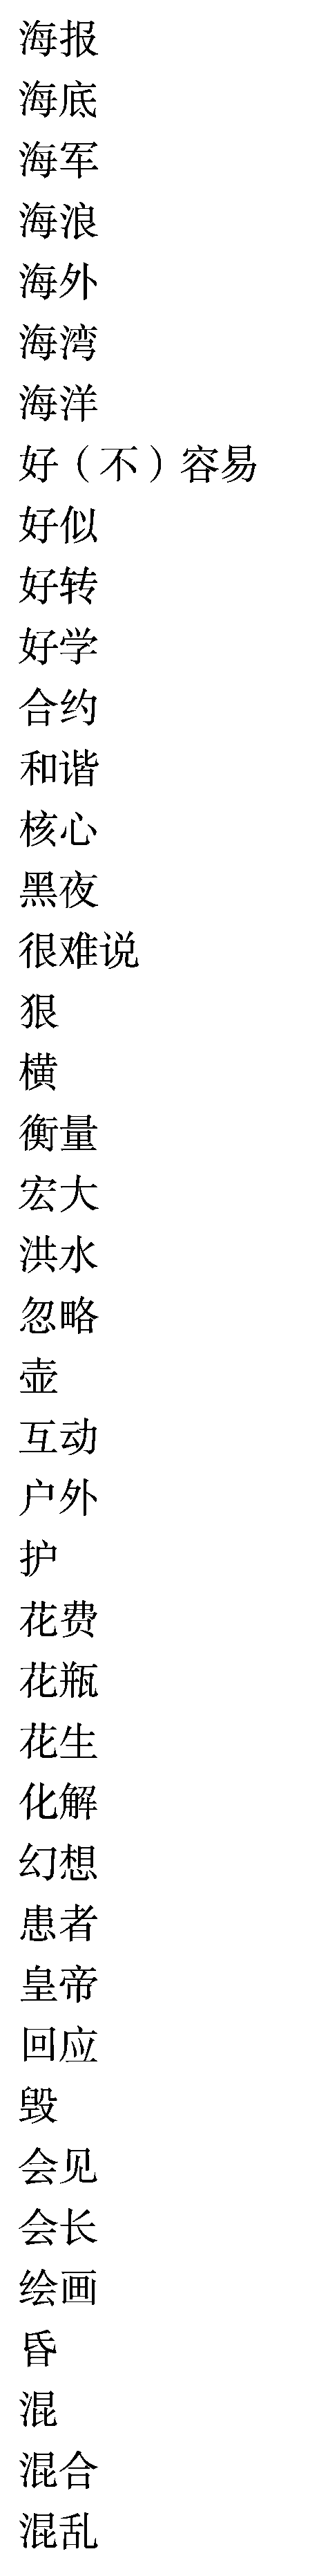 海报
海底
海军
海浪
海外
海湾
海洋
好（不）容易
好似
好转
好学
合约
和谐
核心
黑夜
很难说
狠
横
衡量
宏大
洪水
忽略
壶
互动
户外
护
花费
花瓶
花生
化解
幻想
患者
皇帝
回应
毁
会见
会长
绘画
昏
混
混合
混乱